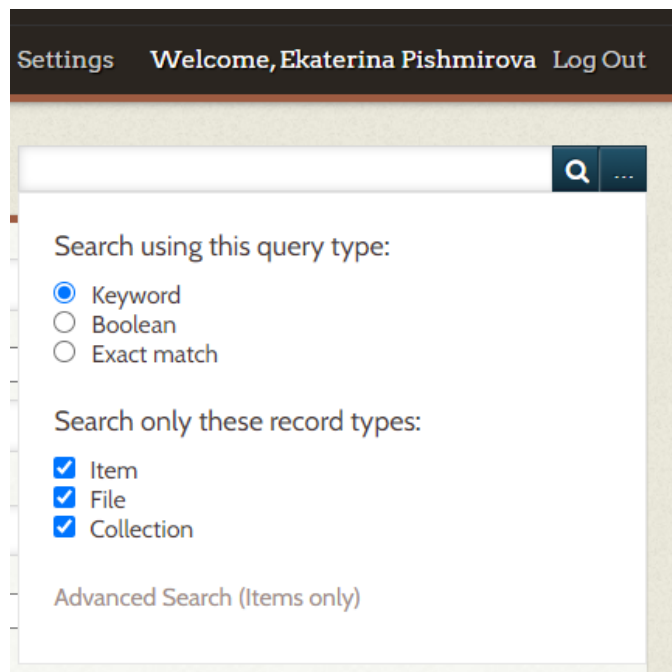 Settings Welcome, Ekaterina Pishmirova Log Out
...
Search using this query type:
Keyword
Boolean
Exact match
Search only these record types:
Item
File
Collection
Advanced Search (Items only)